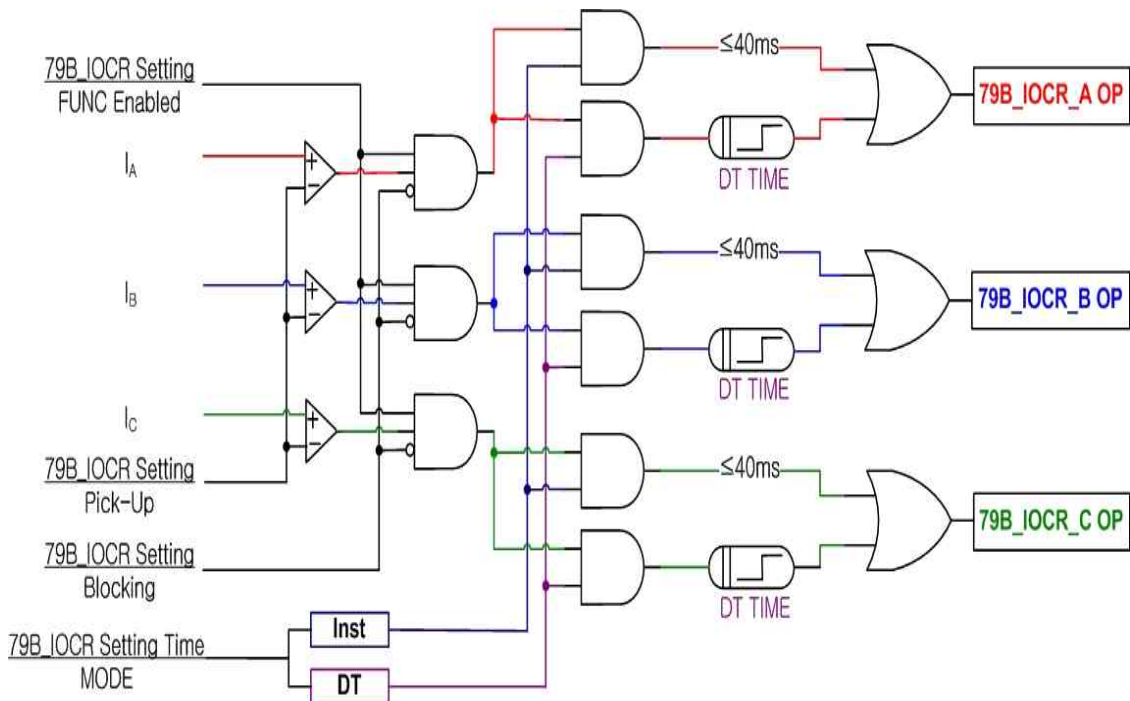 79B_IOCR Setting
FUNC Enabled
IA
IB
IC
79B_IOCR Setting
Pick-Up
79B_IOCR Setting
Blocking
79B_IOCR Setting Time
MODE
Inst
DT
+
−
+
−
+
−
≤40ms
DT TIME
79B_IOCR_A OP
≤40ms
DT TIME
79B_IOCR_B OP
≤40ms
DT TIME
79B_IOCR_C OP